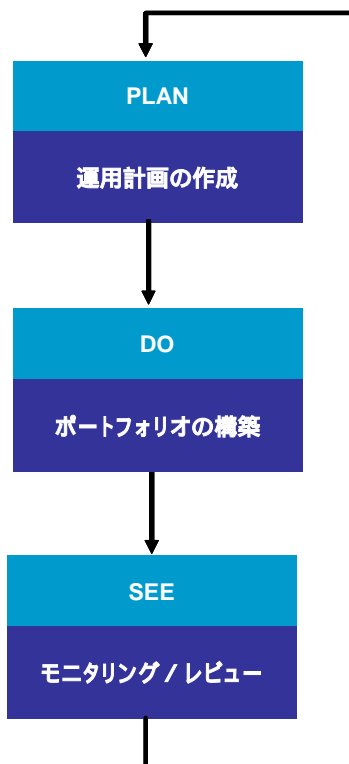 PLAN
運用計画の作成
DO
ポートフォリオの構築
SEE
モニタリング / レビュー